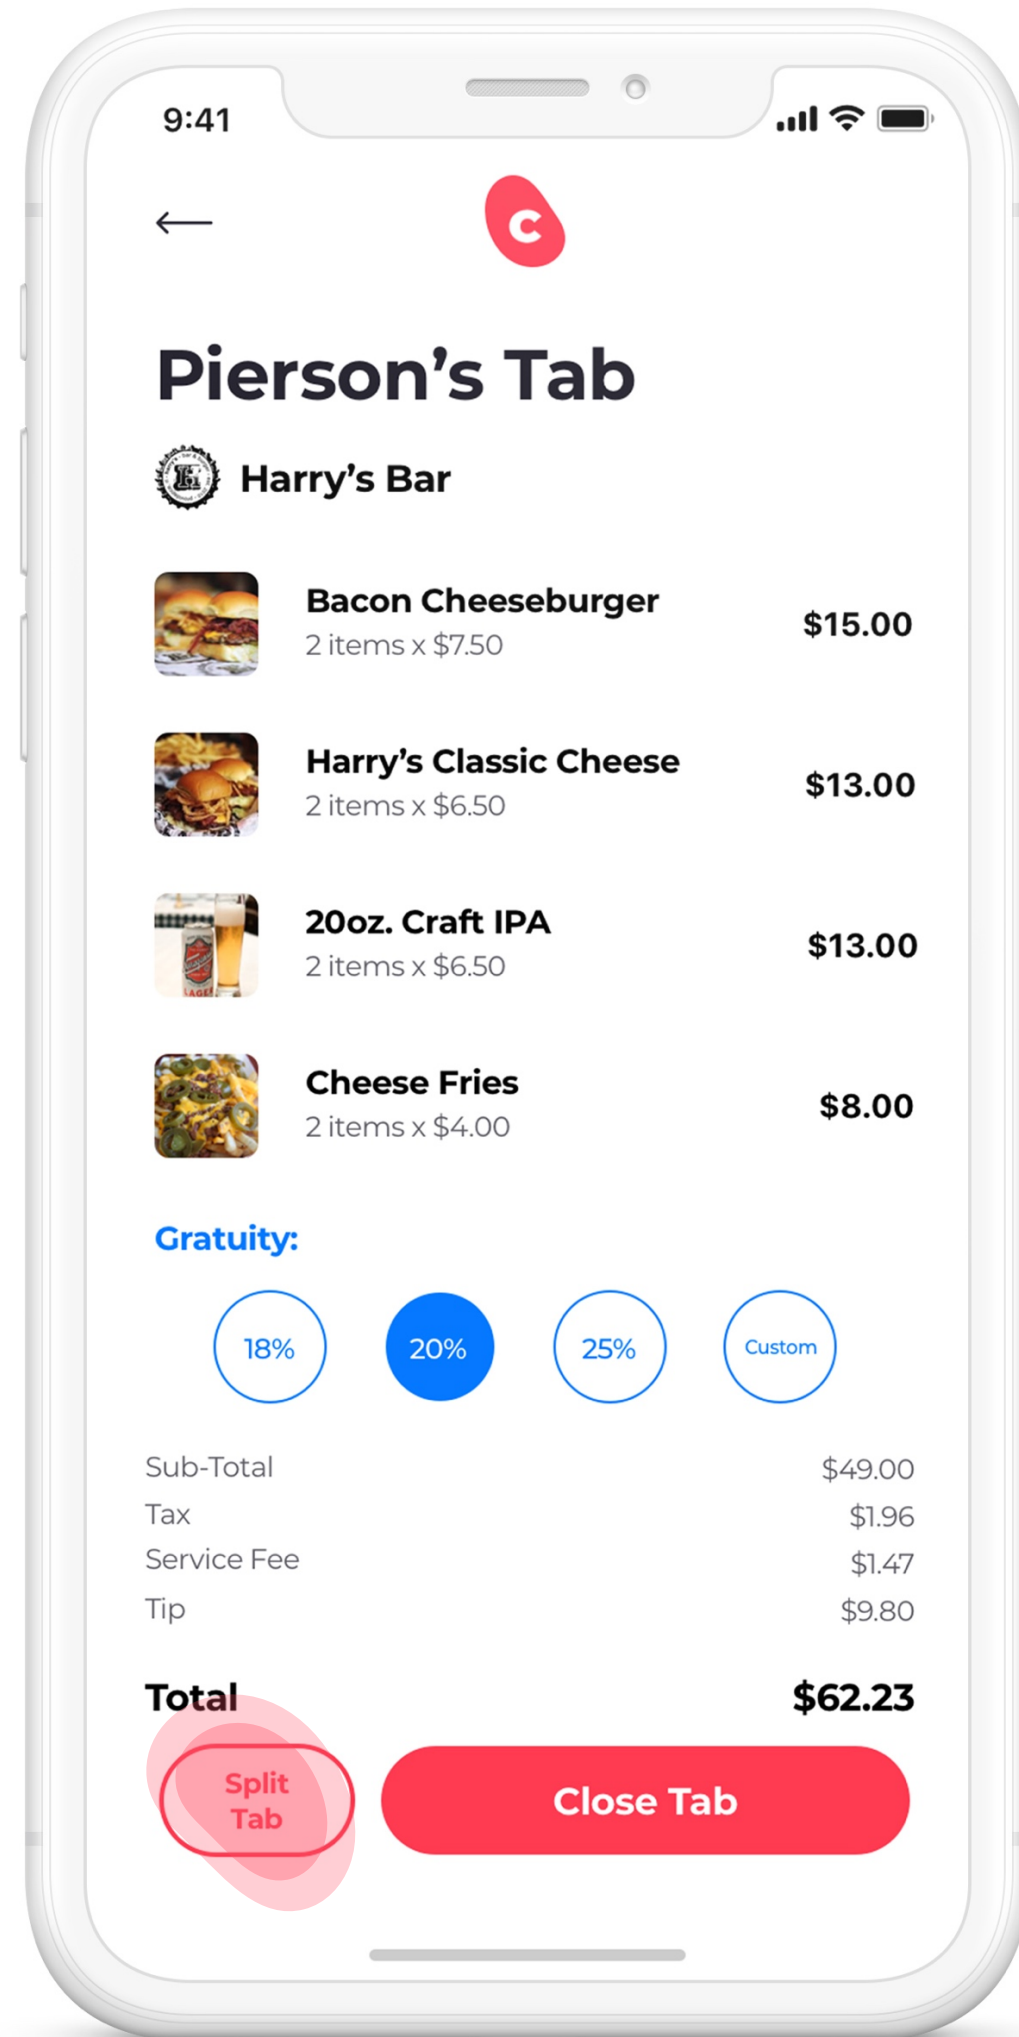 9:41
C
Pierson's Tab
H
Harry's Bar
Bacon Cheeseburger
2 items x $7.50
$15.00
Harry's Classic Cheese
2 items x $6.50
$13.00
20oz. Craft IPA
2 items x $6.50
$13.00
LAGER
Cheese Fries
2 items x $4.00
$8.00
Gratuity:
18% 20% 25% Custom
Sub-Total $49.00
Tax $1.96
Service Fee $1.47
Tip $9.80
Total $62.23
Split
Tab
Close Tab